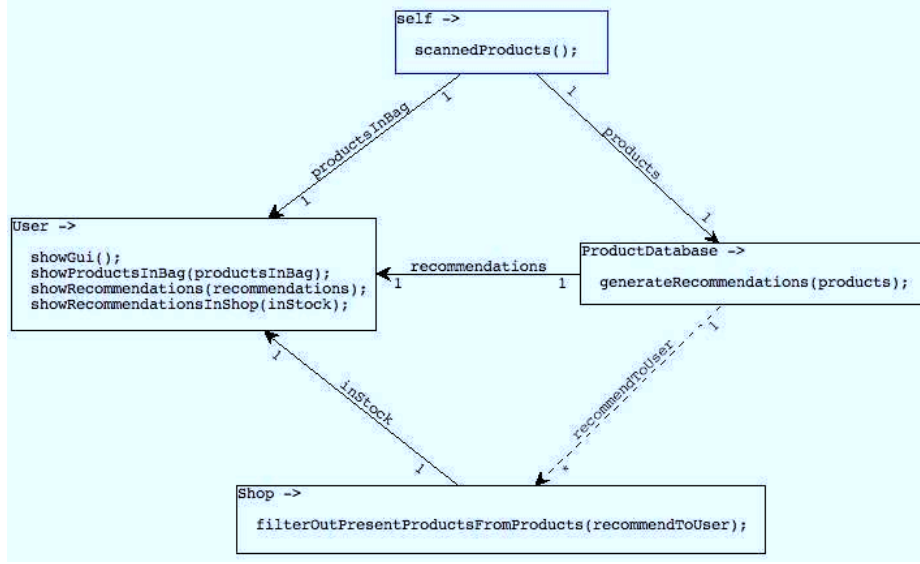 self ->
scannedProducts();
1
1
productsInBag
products
1
1
User ->
showGui();
showProductsInBag(productsInBag);
showRecommendations(recommendations);
showRecommendationsInShop(inStock);
recommendations
1
1
ProductDatabase ->
generateRecommendations(products);
1
1
recommendToUser
inStock
1
*
Shop ->
filterOutPresentProductsFromProducts(recommendToUser);